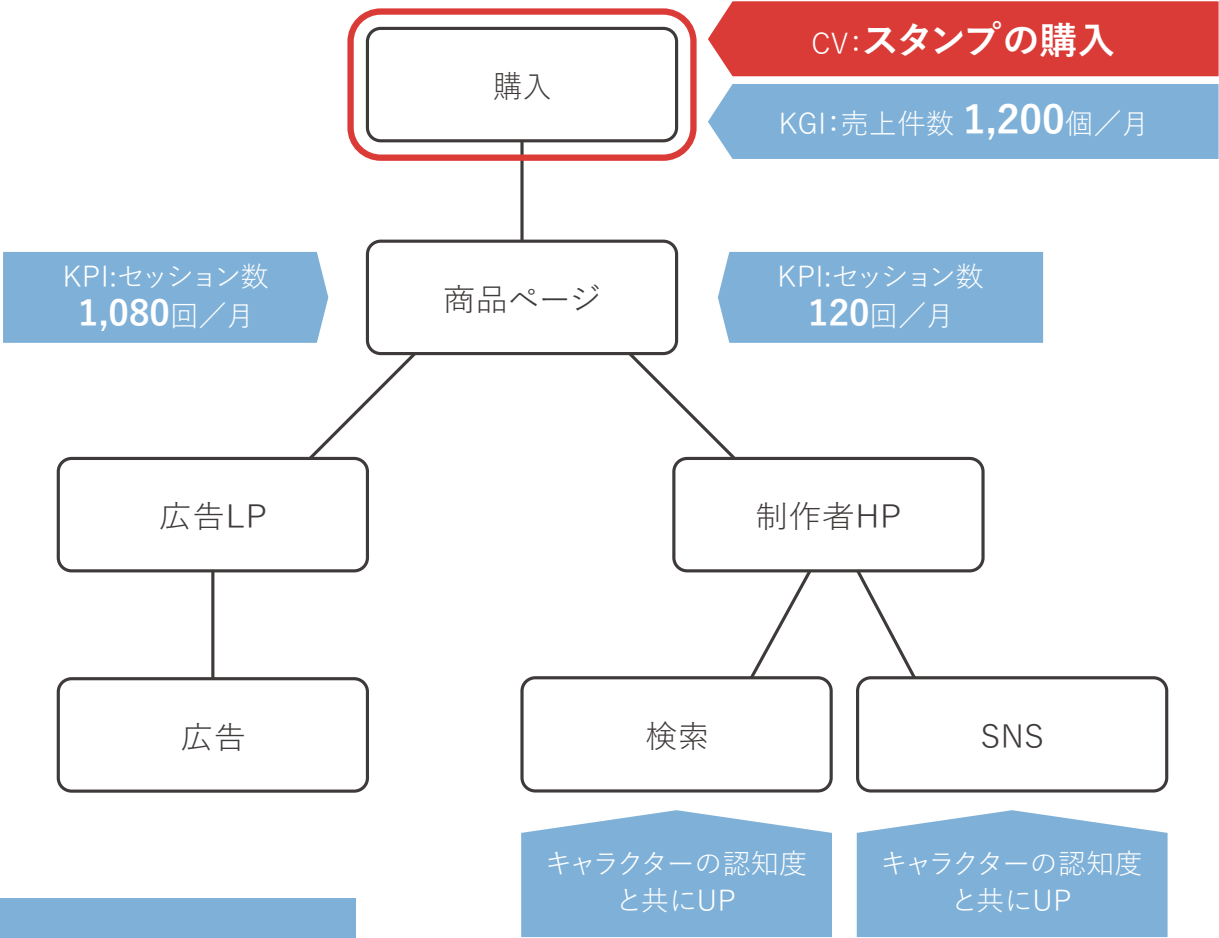 購入
CV:スタンプの購入
KGI:売上件数 1,200個／月
KPI:セッション数
1,080回／月
商品ページ
KPI:セッション数
120回／月
広告LP
制作者HP
広告
検索
SNS
キャラクターの認知度
と共にUP
キャラクターの認知度
と共にUP